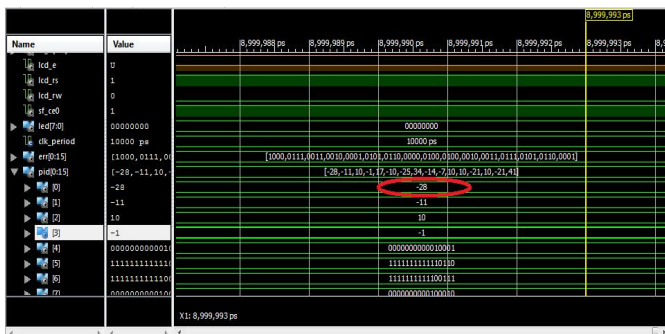 8,999,993 ps
Name Value 8,999,988 ps 8,999,989 ps 8,999,990 ps 8,999,991 ps 8,999,992 ps 8,999,993 ps
lcd_e U
lcd_rs 1
lcd_rw 0
sf_ce0 1
led[7:0] 00000000 00000000
clk_period 10000 ps 10000 ps
err[0:15] [1000,0111,00 [1000,0111,0011,0010,0001,0101,0110,0000,0100,0100,0010,0011,0111,0101,0110,0001]
pid[0:15] [-28,-11,10,- [-28,-11,10,-1,17,-10,-25,34,-14,-7,10,10,-21,10,-21,41]
[0] -28 -28
[1] -11 -11
[2] 10 10
[3] -1 -1
[4] 0000000000010001
[5] 1111111111110110
[6] 1111111111100111
[7] 0000000000100010
X1: 8,999,993 ps